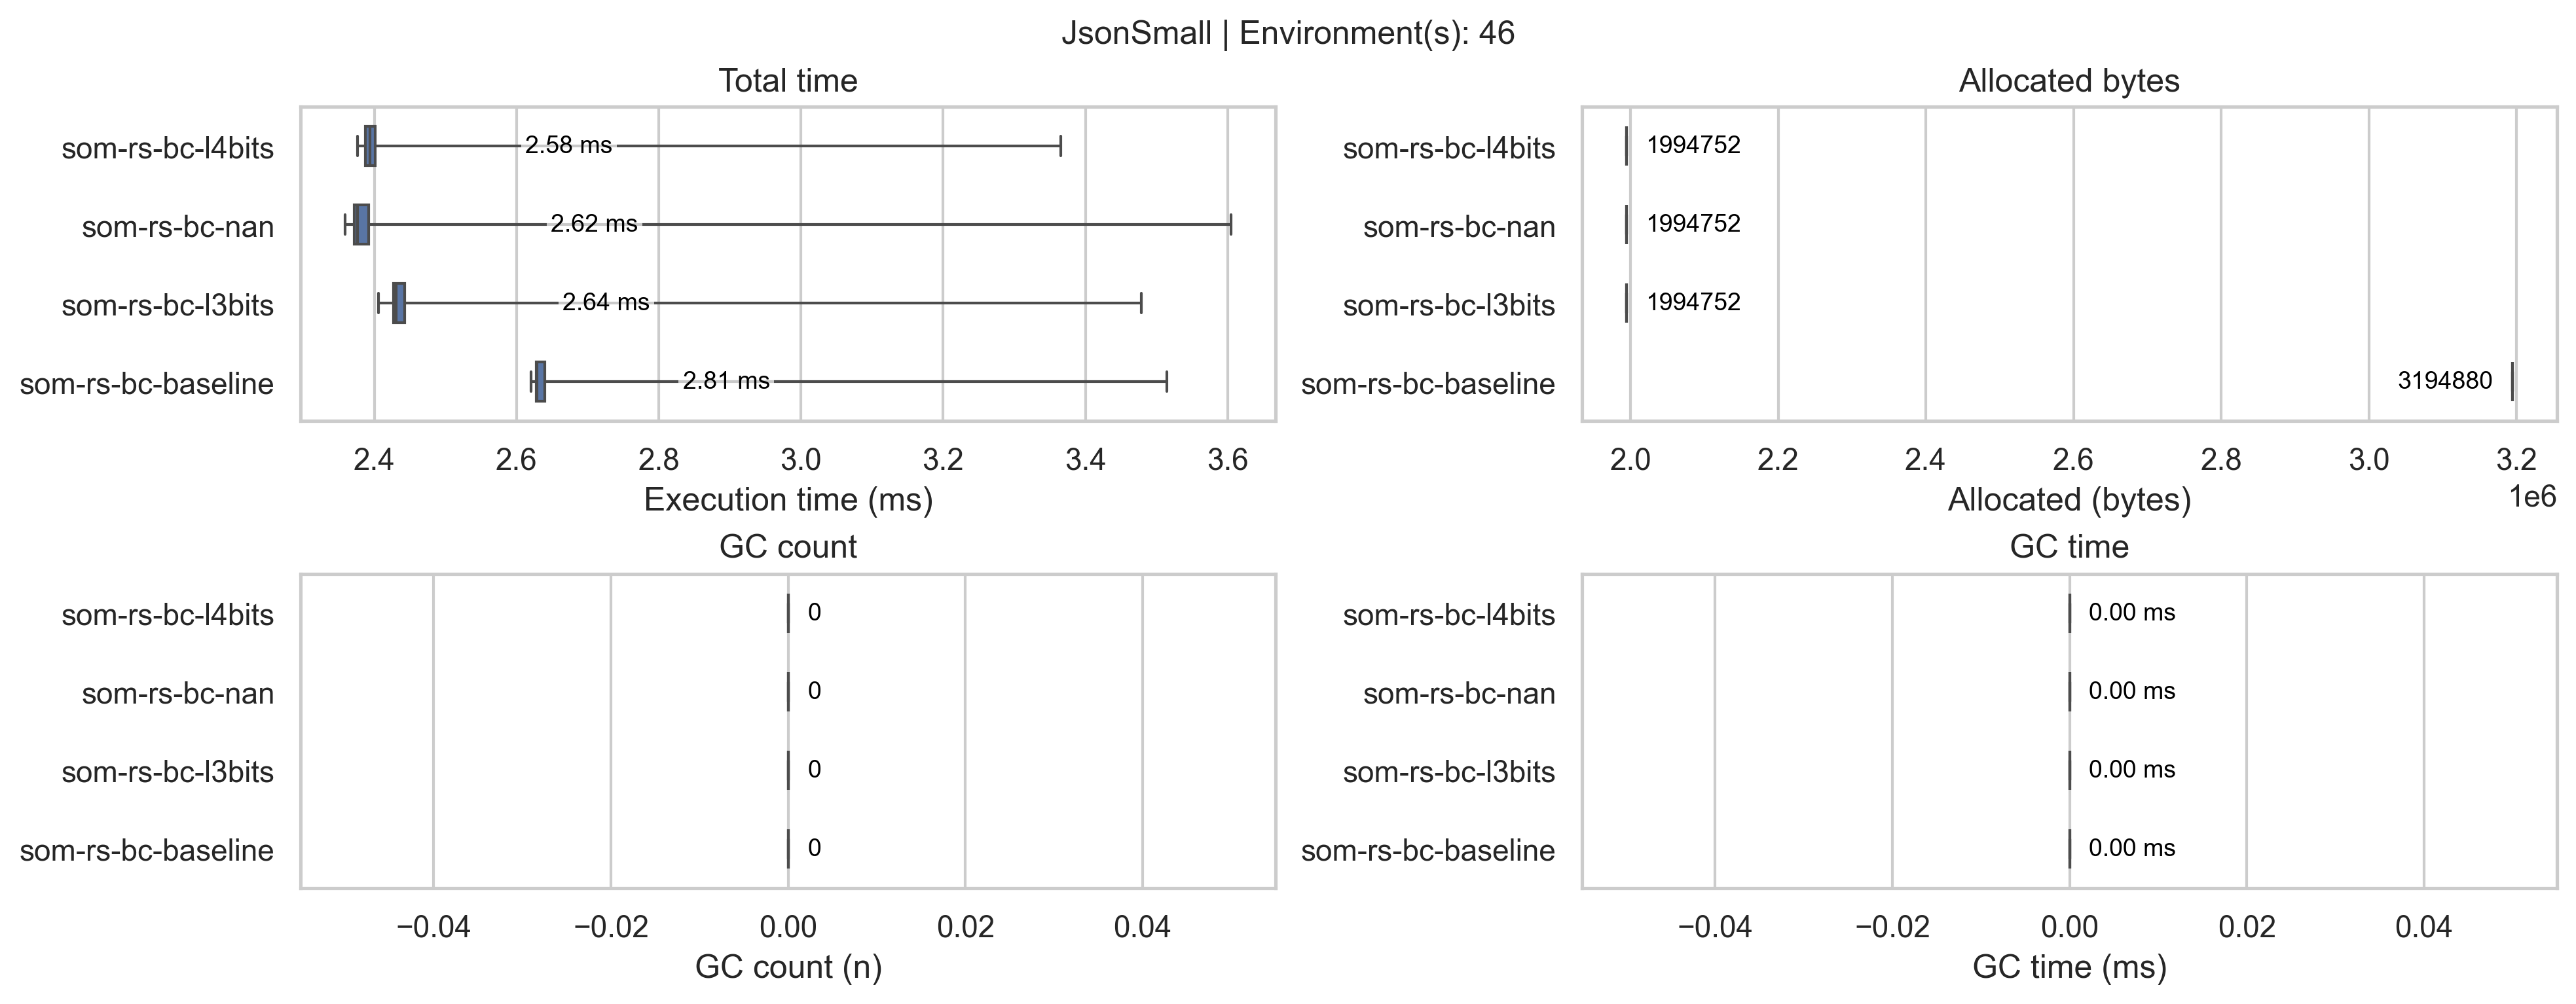 JsonSmall | Environment(s): 46
Total time
som-rs-bc-l4bits
2.58 ms
som-rs-bc-nan
2.62 ms
som-rs-bc-l3bits
2.64 ms
som-rs-bc-baseline
2.81 ms
2.4 2.6 2.8 3.0 3.2 3.4 3.6
Execution time (ms)
Allocated bytes
som-rs-bc-l4bits
1994752
som-rs-bc-nan
1994752
som-rs-bc-l3bits
1994752
som-rs-bc-baseline
3194880
2.0 2.2 2.4 2.6 2.8 3.0 3.2
1e6
Allocated (bytes)
GC count
som-rs-bc-l4bits
0
som-rs-bc-nan
0
som-rs-bc-l3bits
0
som-rs-bc-baseline
0
−0.04 −0.02 0.00 0.02 0.04
GC count (n)
GC time
som-rs-bc-l4bits
0.00 ms
som-rs-bc-nan
0.00 ms
som-rs-bc-l3bits
0.00 ms
som-rs-bc-baseline
0.00 ms
−0.04 −0.02 0.00 0.02 0.04
GC time (ms)